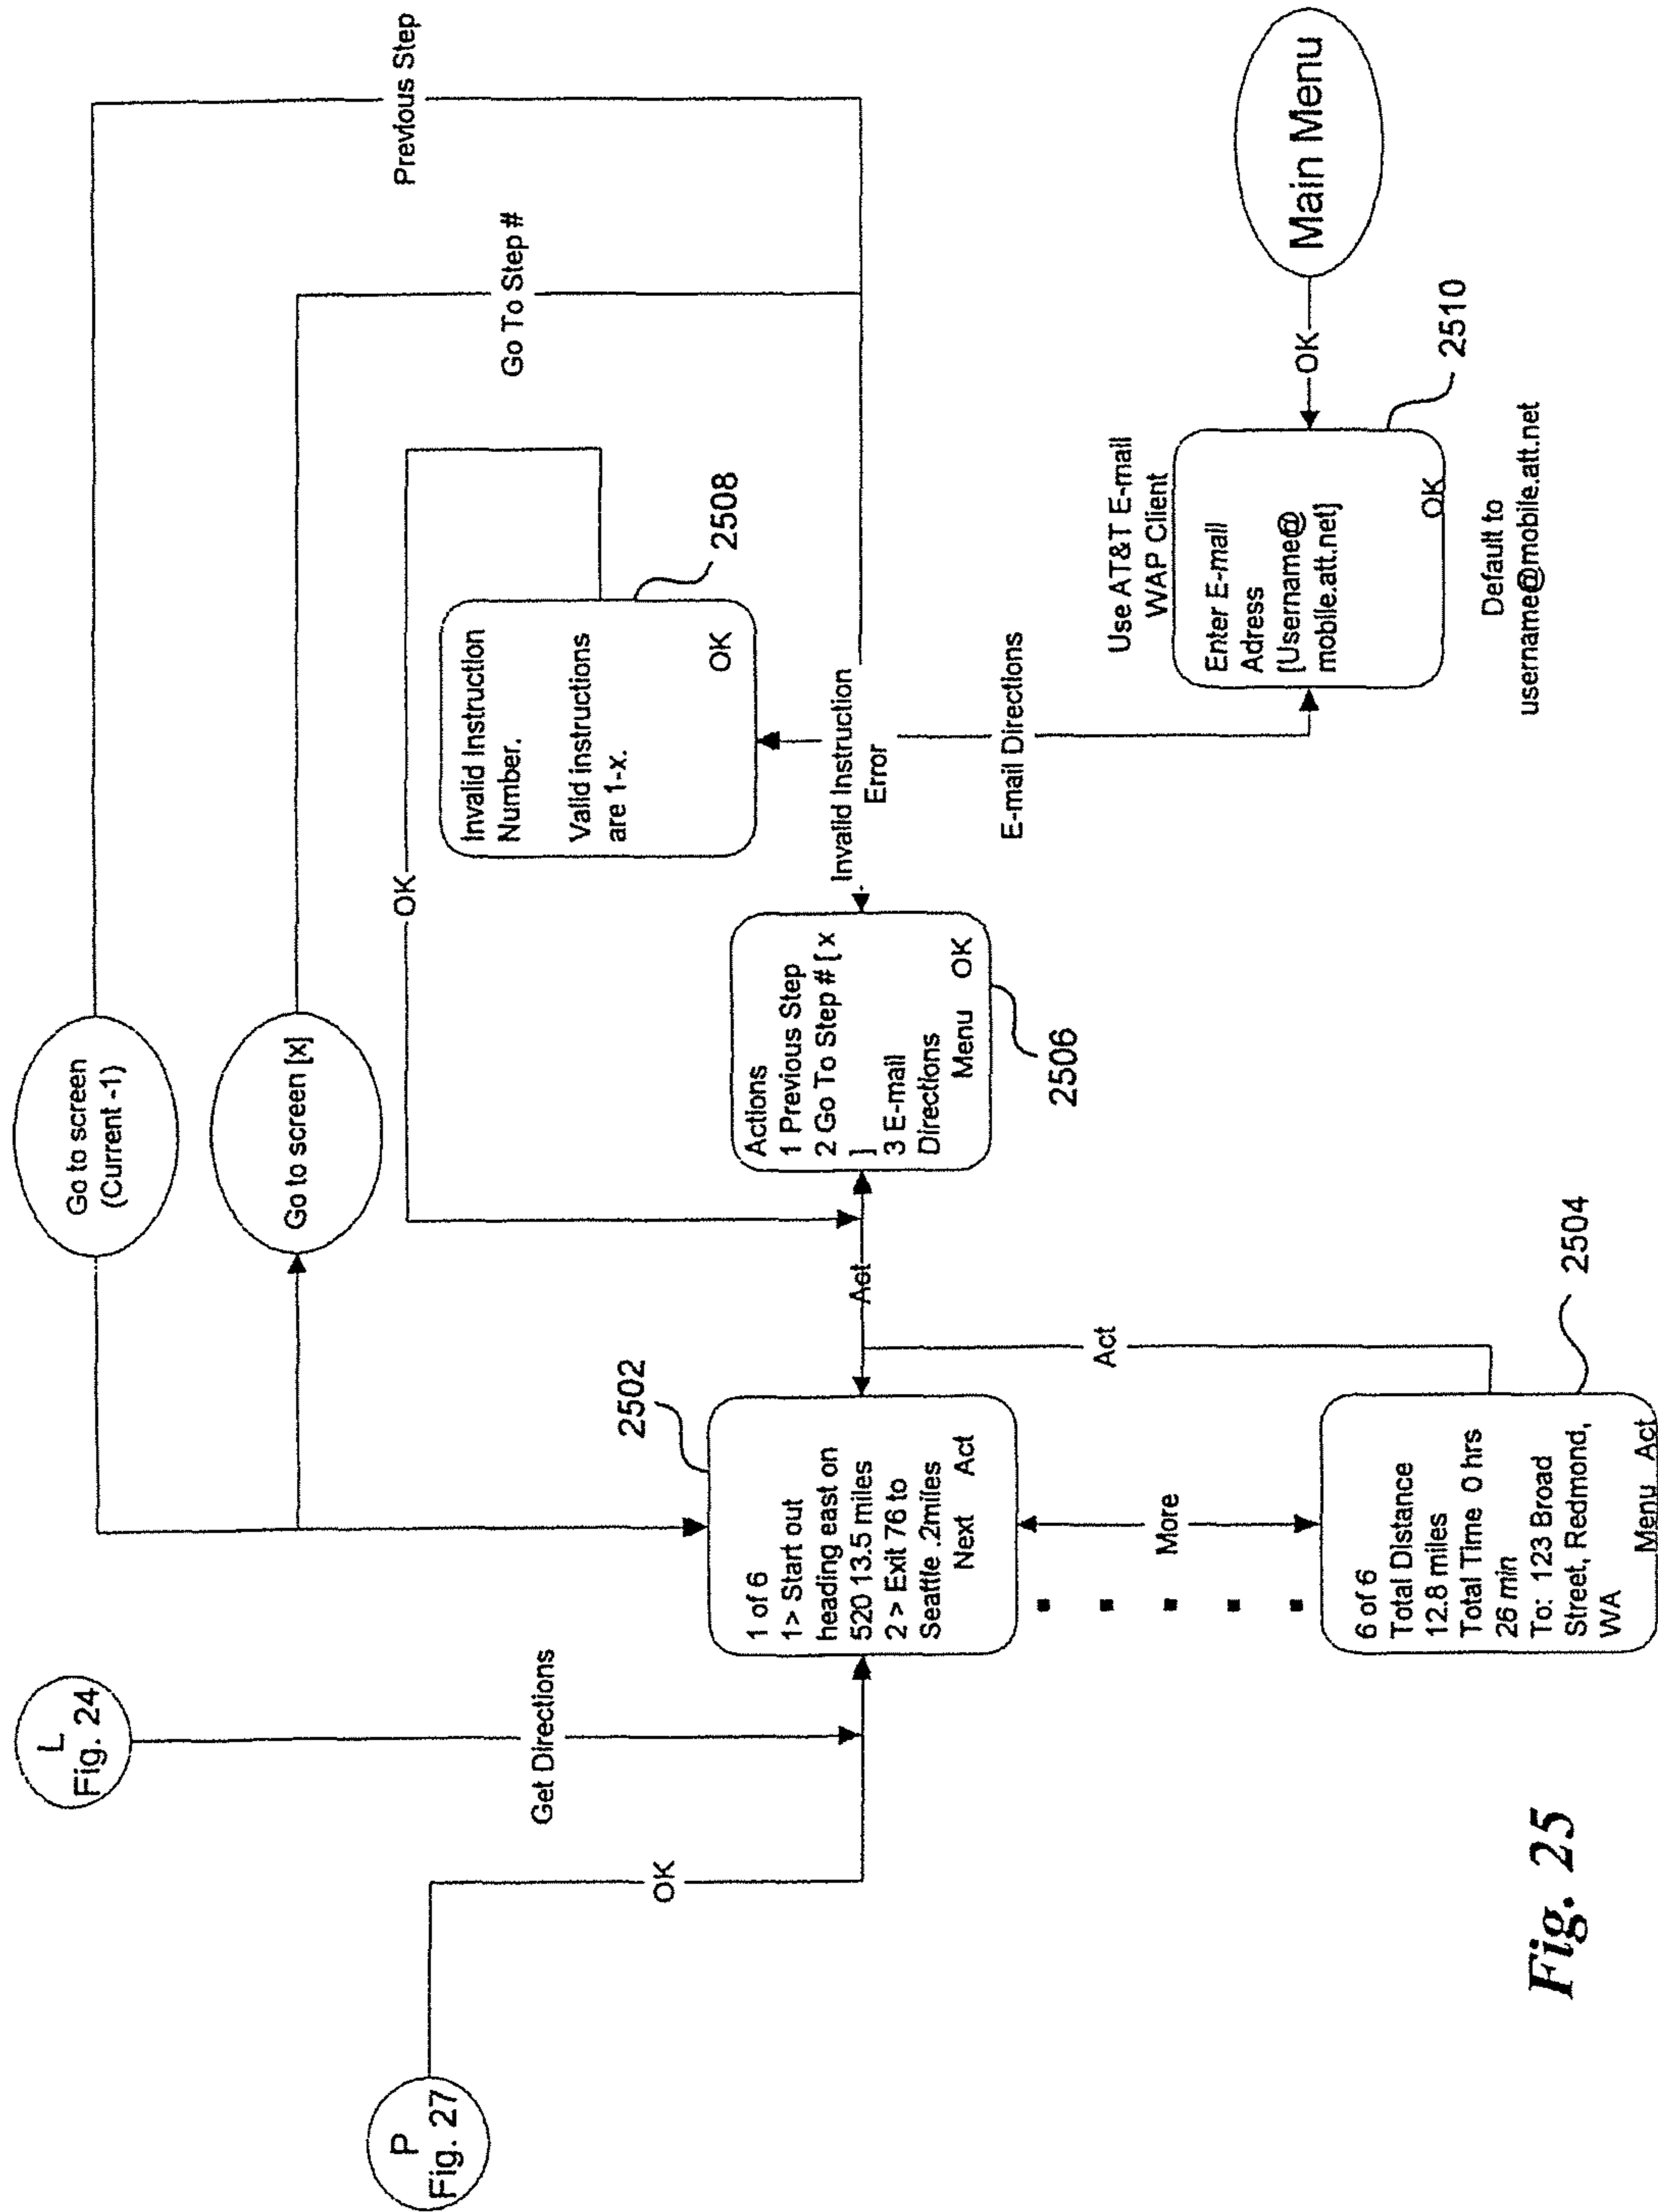 P
Fig. 27
OK
L
Fig. 24
Get Directions
Go to screen
(Current -1)
Go to screen [x]
Previous Step
Go To Step #
OK
2502
1 of 6
1> Start out
heading east on
520 13.5 miles
2 > Exit 76 to
Seattle .2miles
Next Act
Act
Actions
1 Previous Step
2 Go To Step # [ x
]
3 E-mail
Directions
Menu OK
2506
Invalid Instruction
Number.
Valid instructions
are 1-x.
OK
2508
Invalid Instruction
Error
E-mail Directions
More
Act
6 of 6
Total Distance
12.8 miles
Total Time 0 hrs
26 min
To: 123 Broad
Street, Redmond,
WA
Menu Act
2504
Use AT&T E-mail
WAP Client
Enter E-mail
Adress
[Username@
mobile.att.net]
OK
2510
Default to
username@mobile.att.net
OK
Main Menu
Fig. 25